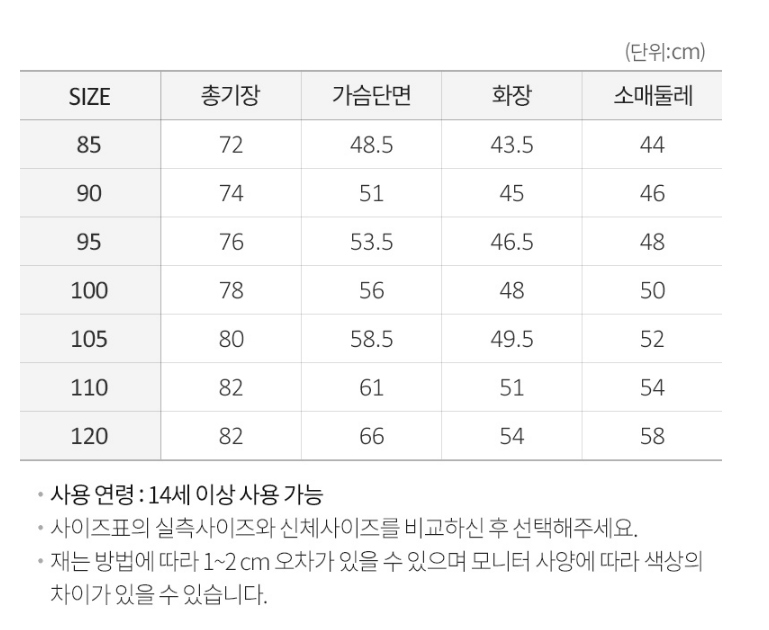 (단위:cm)
SIZE 총기장 가슴단면 화장 소매둘레
85 72 48.5 43.5 44
90 74 51 45 46
95 76 53.5 46.5 48
100 78 56 48 50
105 80 58.5 49.5 52
110 82 61 51 54
120 82 66 54 58
• 사용 연령 : 14세 이상 사용 가능
• 사이즈표의 실측사이즈와 신체사이즈를 비교하신 후 선택해주세요.
• 재는 방법에 따라 1~2 cm 오차가 있을 수 있으며 모니터 사양에 따라 색상의
차이가 있을 수 있습니다.